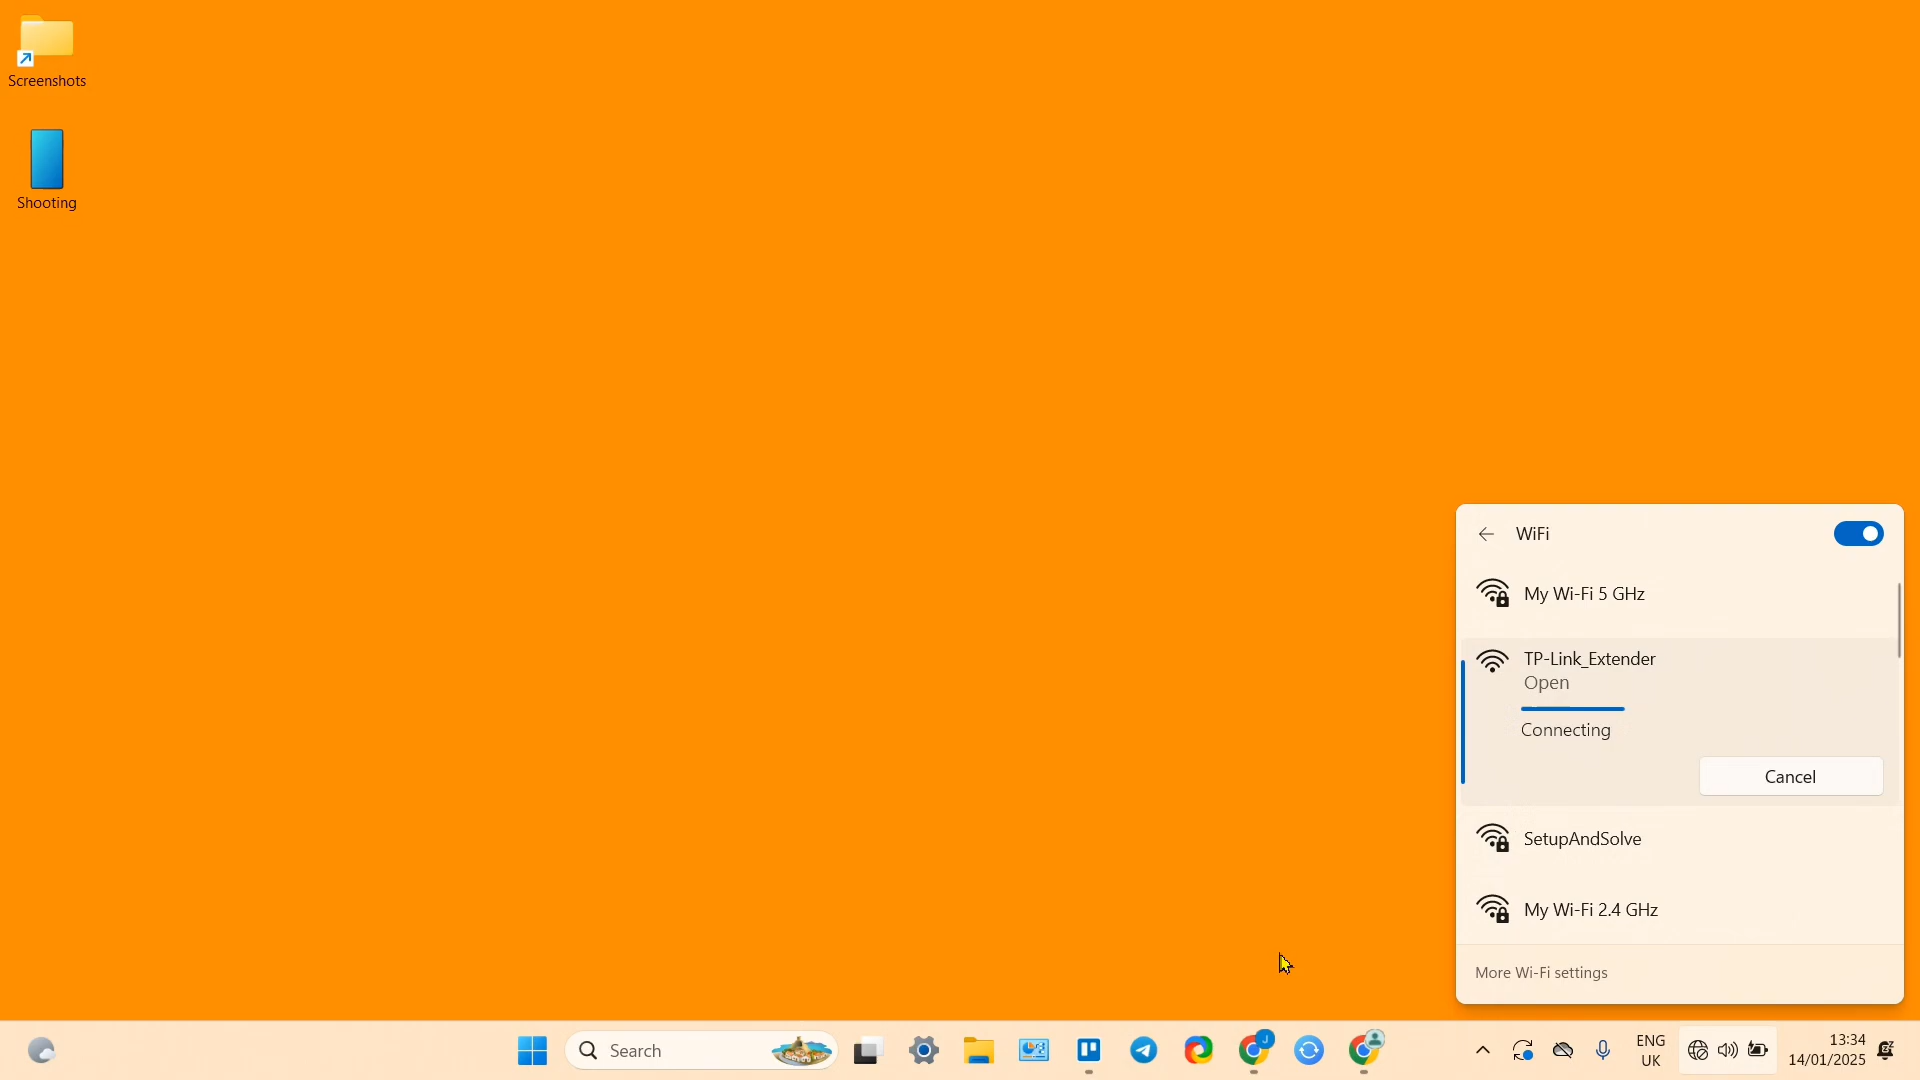 Screenshots
Shooting
WiFi
My Wi-Fi 5 GHz
TP-Link_Extender
Open
Connecting
Cancel
SetupAndSolve
My Wi-Fi 2.4 GHz
More Wi-Fi settings
Search
J
ENG
UK
13:34
14/01/2025